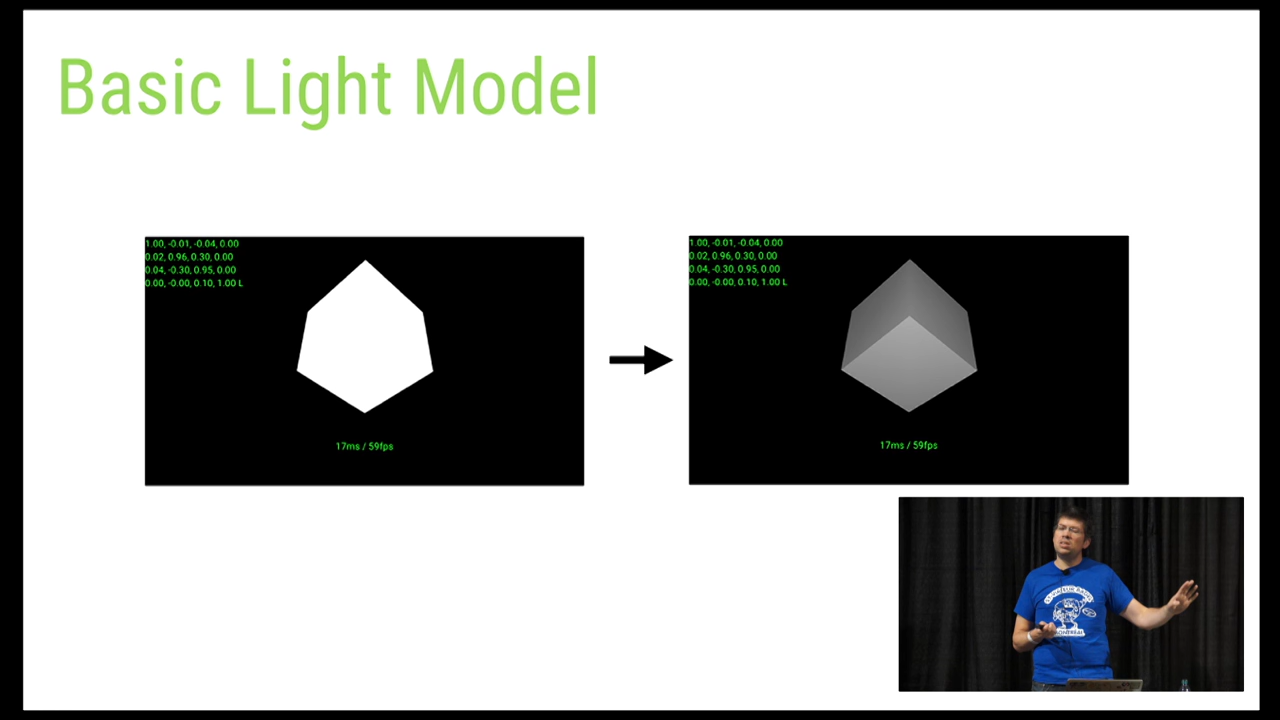 Basic Light Model
1.00, -0.01, -0.04, 0.00
0.02, 0.96, 0.30, 0.00
0.04, -0.30, 0.95, 0.00
0.00, -0.00, 0.10, 1.00 L
17ms / 59fps
1.00, -0.01, -0.04, 0.00
0.02, 0.96, 0.30, 0.00
0.04, -0.30, 0.95, 0.00
0.00, -0.00, 0.10, 1.00 L
17ms / 59fps
MONTREAL